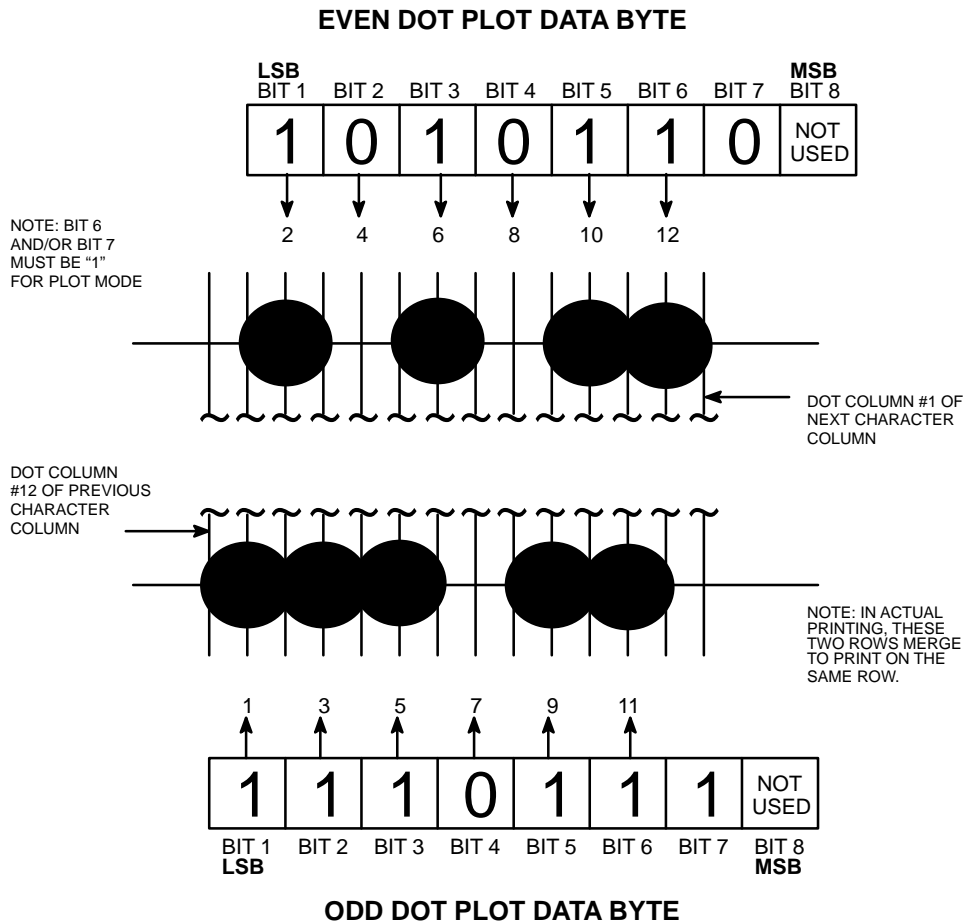 EVEN DOT PLOT DATA BYTE
LSB MSB
BIT 1 BIT 2 BIT 3 BIT 4 BIT 5 BIT 6 BIT 7 BIT 8
1 0 1 0 1 1 0 NOT
USED
NOTE: BIT 6
AND/OR BIT 7
MUST BE “1”
FOR PLOT MODE
2 4 6 8 10 12
DOT COLUMN #1 OF
NEXT CHARACTER
COLUMN
DOT COLUMN
#12 OF PREVIOUS
CHARACTER
COLUMN
NOTE: IN ACTUAL
PRINTING, THESE
TWO ROWS MERGE
TO PRINT ON THE
SAME ROW.
1 3 5 7 9 11
1 1 1 0 1 1 1 NOT
USED
BIT 1 BIT 2 BIT 3 BIT 4 BIT 5 BIT 6 BIT 7 BIT 8
LSB MSB
ODD DOT PLOT DATA BYTE